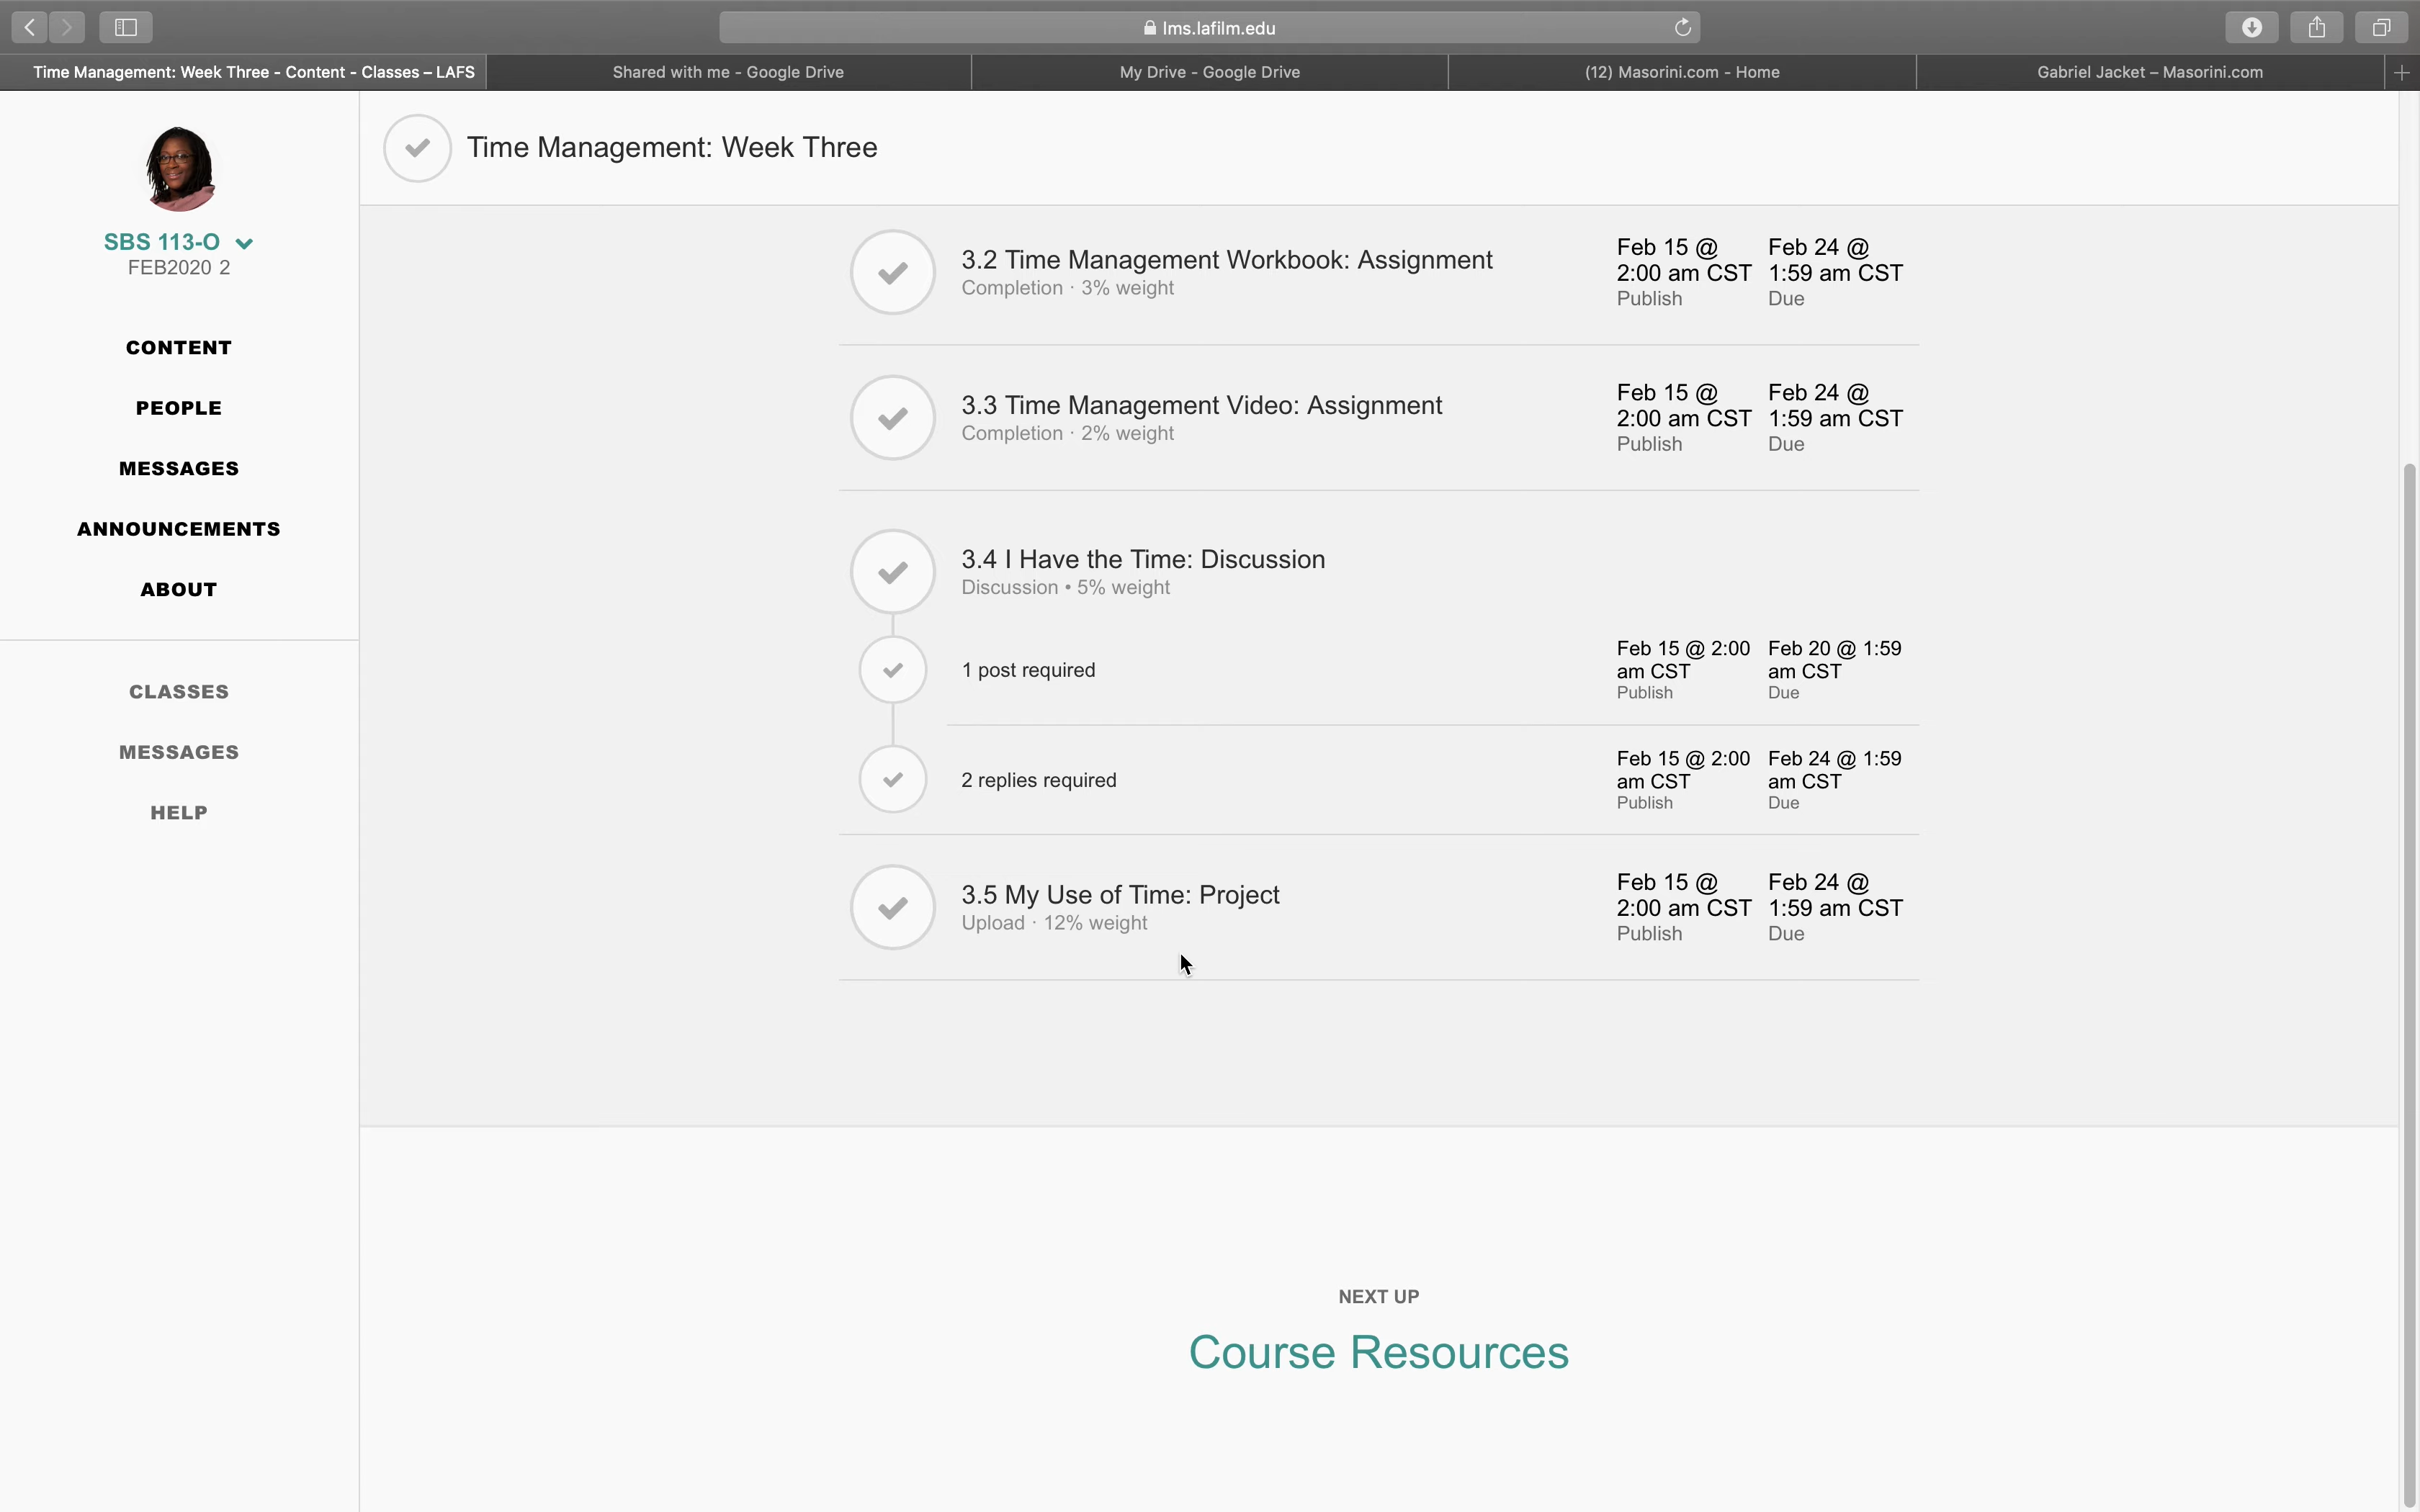 lms.lafilm.edu
Time Management: Week Three - Content - Classes – LAFS
Shared with me - Google Drive
My Drive - Google Drive
(12) Masorini.com - Home
Gabriel Jacket – Masorini.com
SBS 113-O
FEB2020 2
CONTENT
PEOPLE
MESSAGES
ANNOUNCEMENTS
ABOUT
CLASSES
MESSAGES
HELP
Time Management: Week Three
3.2 Time Management Workbook: Assignment
Completion · 3% weight
Feb 15 @
2:00 am CST
Publish
Feb 24 @
1:59 am CST
Due
3.3 Time Management Video: Assignment
Completion · 2% weight
Feb 15 @
2:00 am CST
Publish
Feb 24 @
1:59 am CST
Due
3.4 I Have the Time: Discussion
Discussion • 5% weight
1 post required
Feb 15 @ 2:00
am CST
Publish
Feb 20 @ 1:59
am CST
Due
2 replies required
Feb 15 @ 2:00
am CST
Publish
Feb 24 @ 1:59
am CST
Due
3.5 My Use of Time: Project
Upload · 12% weight
Feb 15 @
2:00 am CST
Publish
Feb 24 @
1:59 am CST
Due
NEXT UP
Course Resources